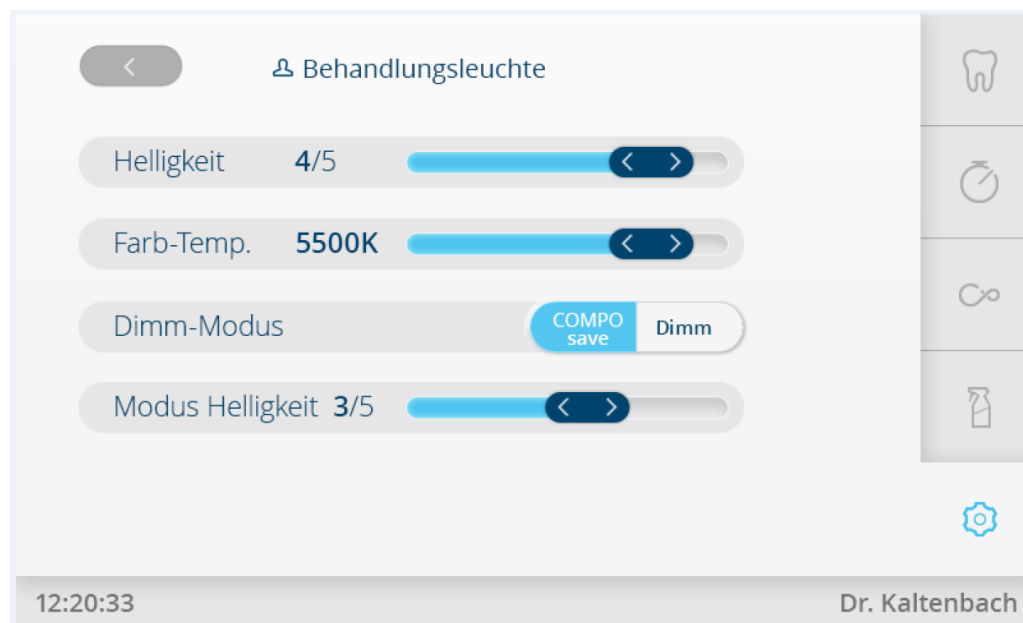 Behandlungsleuchte
Helligkeit 4/5
Farb-Temp. 5500K
Dimm-Modus COMPO save Dimm
Modus Helligkeit 3/5
12:20:33 Dr. Kaltenbach